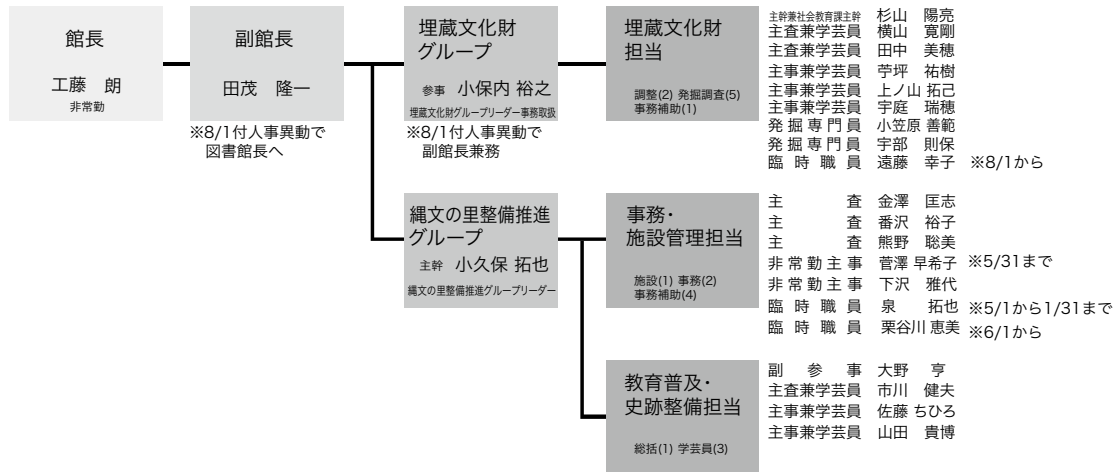 館長
工藤 朗
非常勤
副館長
田茂 隆一
※8/1付人事異動で
図書館長へ
埋蔵文化財
グループ
参事 小保内 裕之
埋蔵文化財グループリーダー事務取扱
※8/1付人事異動で
副館長兼務
埋蔵文化財
担当
調整(2) 発掘調査(5)
事務補助(1)
主幹兼社会教育課主幹 杉山 陽亮
主査兼学芸員 横山 寛剛
主査兼学芸員 田中 美穂
主事兼学芸員 苧坪 祐樹
主事兼学芸員 上ノ山 拓己
主事兼学芸員 宇庭 瑞穂
発掘専門員 小笠原 善範
発掘専門員 宇部 則保
臨時職員 遠藤 幸子 ※8/1から
縄文の里整備推進
グループ
主幹 小久保 拓也
縄文の里整備推進グループリーダー
事務・
施設管理担当
施設(1) 事務(2)
事務補助(4)
主査 金澤 匡志
主査 番沢 裕子
主査 熊野 聡美
非常勤主事 菅澤 早希子 ※5/31まで
非常勤主事 下沢 雅代
臨時職員 泉 拓也 ※5/1から1/31まで
臨時職員 栗谷川 恵美 ※6/1から
教育普及・
史跡整備担当
総括(1) 学芸員(3)
副参事 大野 亨
主査兼学芸員 市川 健夫
主事兼学芸員 佐藤 ちひろ
主事兼学芸員 山田 貴博